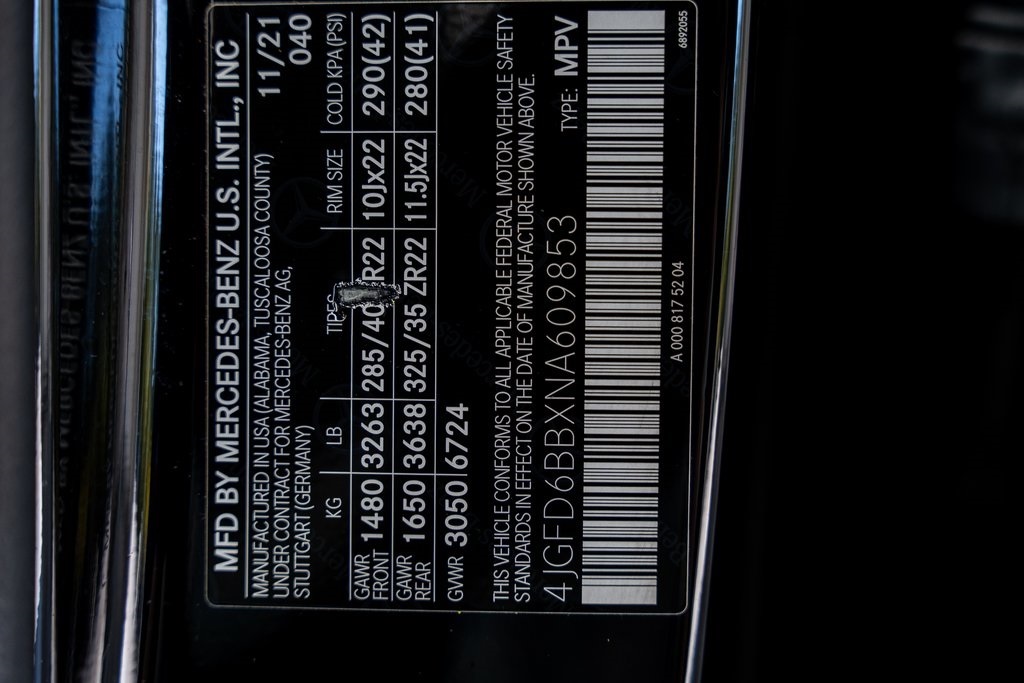 MFD BY MERCEDES-BENZ U.S. INTL., INC
MANUFACTURED IN USA (ALABAMA, TUSCALOOSA COUNTY) 11/21
UNDER CONTRACT FOR MERCEDES-BENZ AG, 040
STUTTGART (GERMANY)
KG LB RIM SIZE COLD KPA (PSI)
GAWR FRONT 1480 3263 285/40 R22 10Jx22 290(42)
GAWR REAR 1650 3638 325/35 ZR22 11.5Jx22 280(41)
GVWR 3050 6724
THIS VEHICLE CONFORMS TO ALL APPLICABLE FEDERAL MOTOR VEHICLE SAFETY
STANDARDS IN EFFECT ON THE DATE OF MANUFACTURE SHOWN ABOVE.
4JGFD6BBXNA609853 TYPE: MPV
A 000 817 52 04 6892055